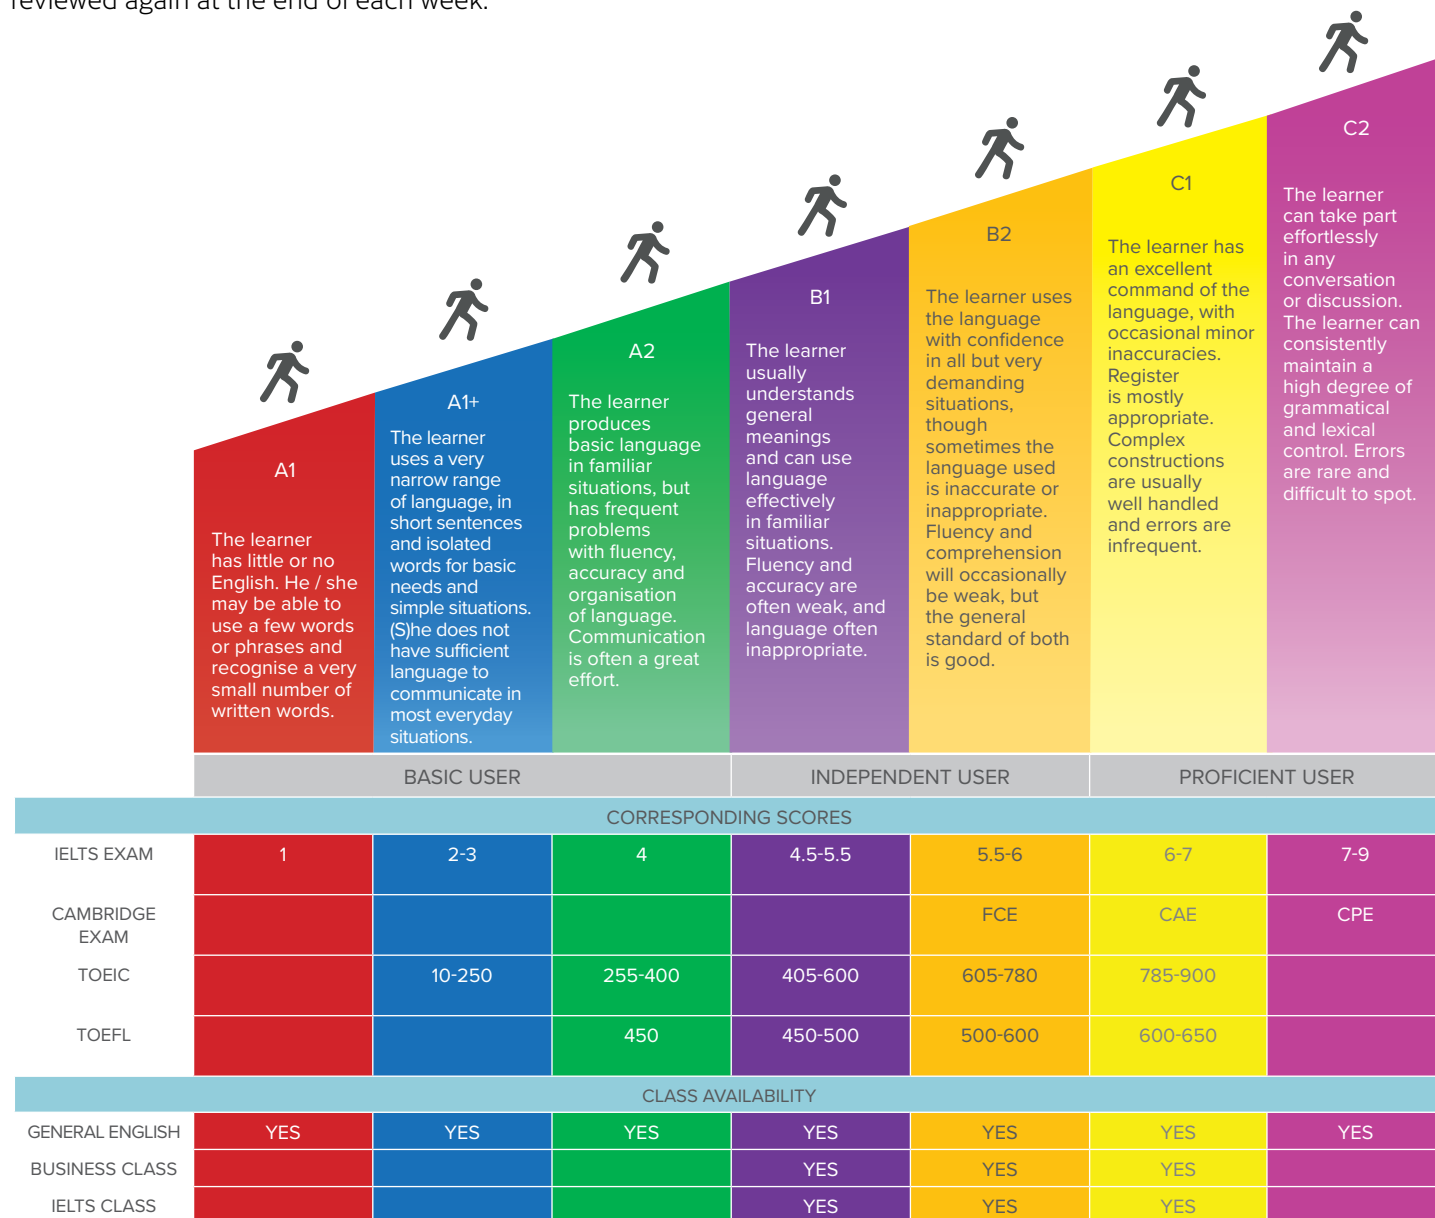 reviewed again at the end of each week.
A1
The learner
has little or no
English. He / she
may be able to
use a few words
or phrases and
recognise a very
small number of
written words.
A1+
The learner
uses a very
narrow range
of language, in
short sentences
and isolated
words for basic
needs and
simple situations.
(S)he does not
have sufficient
language to
communicate in
most everyday
situations.
A2
The learner
produces
basic language
in familiar
situations, but
has frequent
problems
with fluency,
accuracy and
organisation
of language.
Communication
is often a great
effort.
B1
The learner
usually
understands
general
meanings
and can use
language
effectively
in familiar
situations.
Fluency and
accuracy are
often weak, and
language often
inappropriate.
B2
The learner uses
the language
with confidence
in all but very
demanding
situations,
though
sometimes the
language used
is inaccurate or
inappropriate.
Fluency and
comprehension
will occasionally
be weak, but
the general
standard of both
is good.
C1
The learner has
an excellent
command of the
language, with
occasional minor
inaccuracies.
Register
is mostly
appropriate.
Complex
constructions
are usually
well handled
and errors are
infrequent.
C2
The learner
can take part
effortlessly
in any
conversation
or discussion.
The learner can
consistently
maintain a
high degree of
grammatical
and lexical
control. Errors
are rare and
difficult to spot.
BASIC USER INDEPENDENT USER PROFICIENT USER
CORRESPONDING SCORES
IELTS EXAM 1 2-3 4 4.5-5.5 5.5-6 6-7 7-9
CAMBRIDGE
EXAM FCE CAE CPE
TOEIC 10-250 255-400 405-600 605-780 785-900
TOEFL 450 450-500 500-600 600-650
CLASS AVAILABILITY
GENERAL ENGLISH YES YES YES YES YES YES YES
BUSINESS CLASS YES YES YES
IELTS CLASS YES YES YES